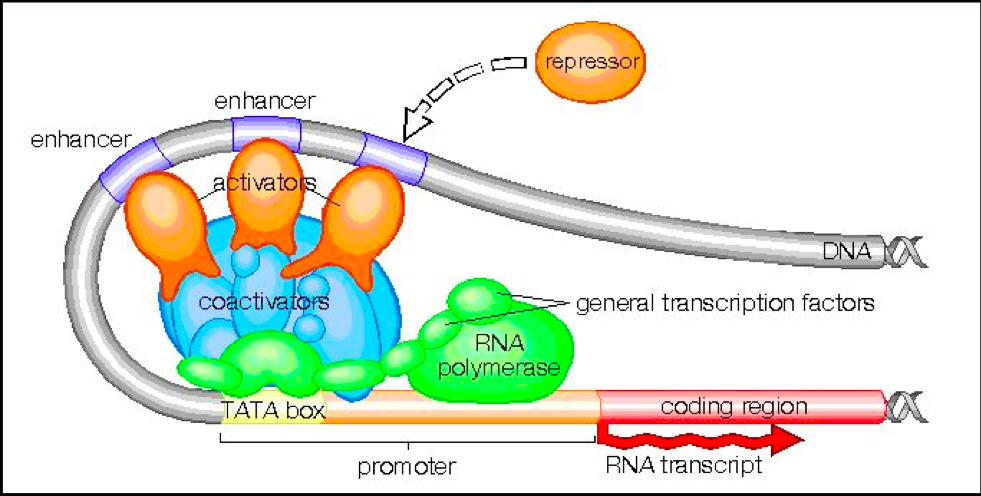 repressor
enhancer
enhancer
activators
DNA
coactivators
general transcription factors
RNA
polymerase
TATA box
coding region
promoter
RNA transcript